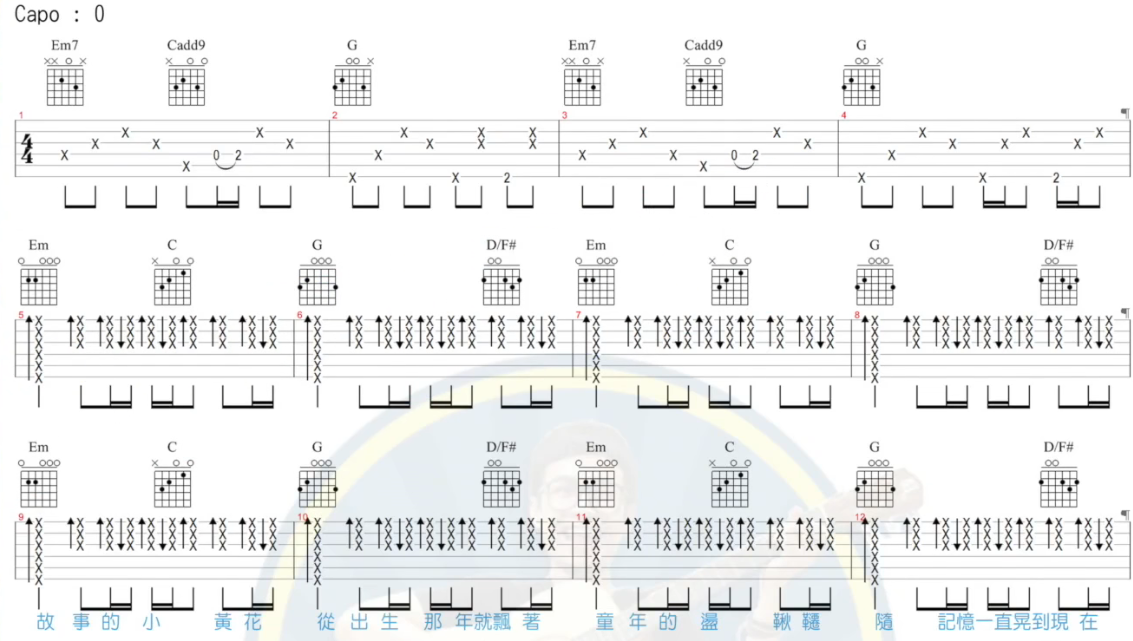 Capo : 0
Em7 Cadd9 G Em7 Cadd9 G
1 2 3 4
4
4
0 2 2 0 2 2
Em C G D/F# Em C G D/F#
5 6 7 8
Em C G D/F# Em C G D/F#
9 10 11 12
故 事 的 小 黃 花 從 出 生 那 年就飄 著 童 年 的 盪 鞦 韆 隨 記憶一直晃到現 在